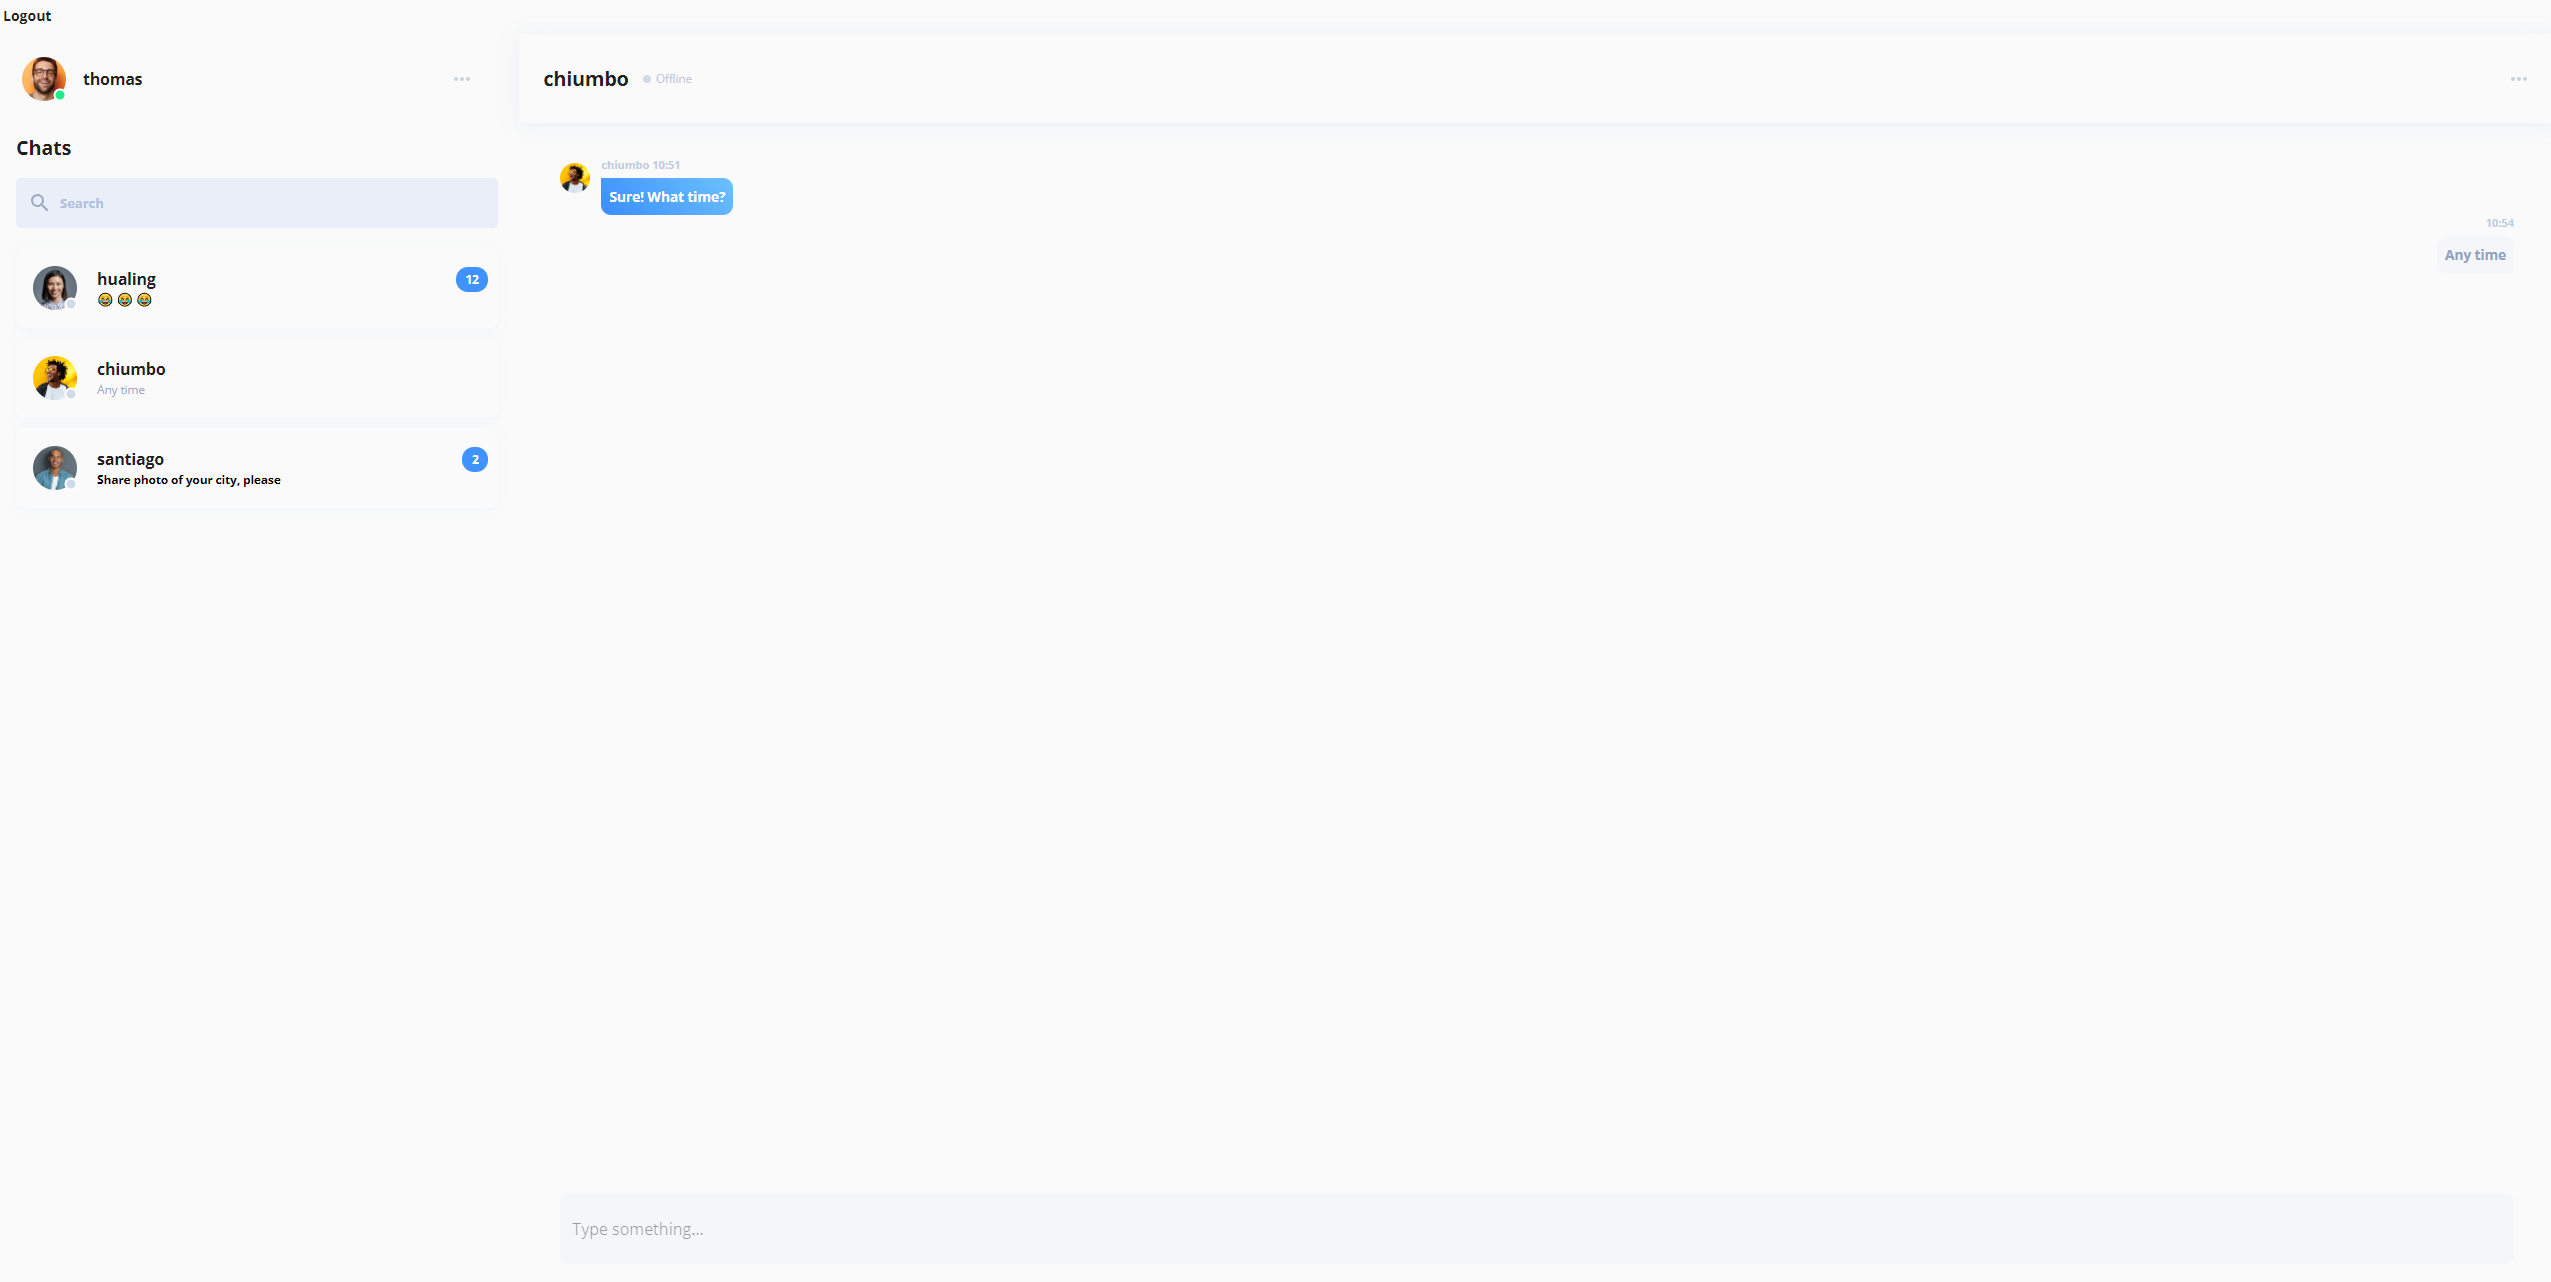 Logout
thomas
Chats
Search
hualing
12
😂 😂 😂
chiumbo
Any time
santiago
2
Share photo of your city, please
chiumbo
Offline
chiumbo 10:51
Sure! What time?
10:54
Any time
Type something...